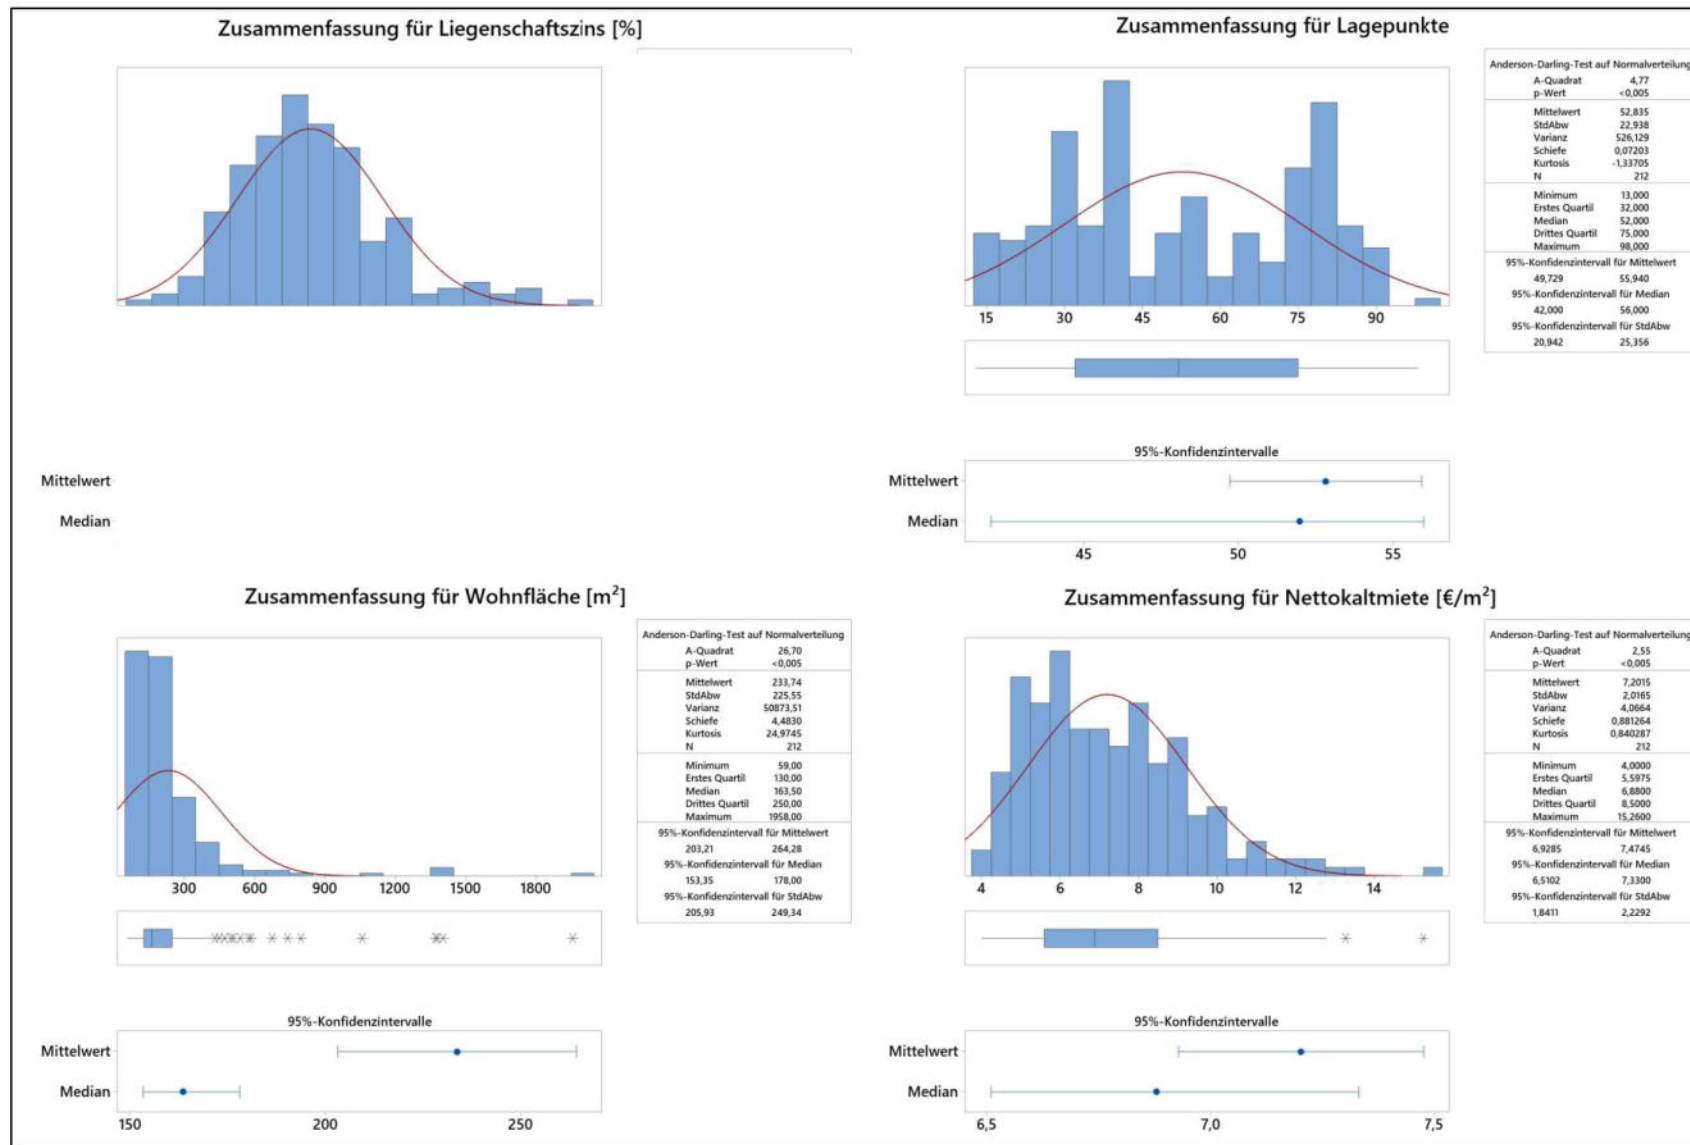 Zusammenfassung für Liegenschaftszins [%]
Mittelwert
Median
Zusammenfassung für Lagepunkte
Anderson-Darling-Test auf Normalverteilung
A-Quadrat 4,77
p-Wert <0,005
Mittelwert 52,835
StdAbw 22,938
Varianz 526,129
Schiefe 0,07203
Kurtosis -1,33705
N 212
Minimum 13,000
Erstes Quartil 32,000
Median 52,000
Drittes Quartil 75,000
Maximum 98,000
95%-Konfidenzintervall für Mittelwert
49,729 55,940
95%-Konfidenzintervall für Median
42,000 56,000
95%-Konfidenzintervall für StdAbw
20,942 25,356
15 30 45 60 75 90
95%-Konfidenzintervalle
Mittelwert
Median
45 50 55
Zusammenfassung für Wohnfläche [m²]
Anderson-Darling-Test auf Normalverteilung
A-Quadrat 26,70
p-Wert <0,005
Mittelwert 233,74
StdAbw 225,55
Varianz 50873,51
Schiefe 4,4830
Kurtosis 24,9745
N 212
Minimum 59,00
Erstes Quartil 130,00
Median 163,50
Drittes Quartil 250,00
Maximum 1958,00
95%-Konfidenzintervall für Mittelwert
203,21 264,28
95%-Konfidenzintervall für Median
153,35 178,00
95%-Konfidenzintervall für StdAbw
205,93 249,34
300 600 900 1200 1500 1800
95%-Konfidenzintervalle
Mittelwert
Median
150 200 250
Zusammenfassung für Nettokaltmiete [€/m²]
Anderson-Darling-Test auf Normalverteilung
A-Quadrat 2,55
p-Wert <0,005
Mittelwert 7,2015
StdAbw 2,0165
Varianz 4,0664
Schiefe 0,881264
Kurtosis 0,840287
N 212
Minimum 4,0000
Erstes Quartil 5,5975
Median 6,8800
Drittes Quartil 8,5000
Maximum 15,2600
95%-Konfidenzintervall für Mittelwert
6,9285 7,4745
95%-Konfidenzintervall für Median
6,5102 7,3300
95%-Konfidenzintervall für StdAbw
1,8411 2,2292
4 6 8 10 12 14
95%-Konfidenzintervalle
Mittelwert
Median
6,5 7,0 7,5